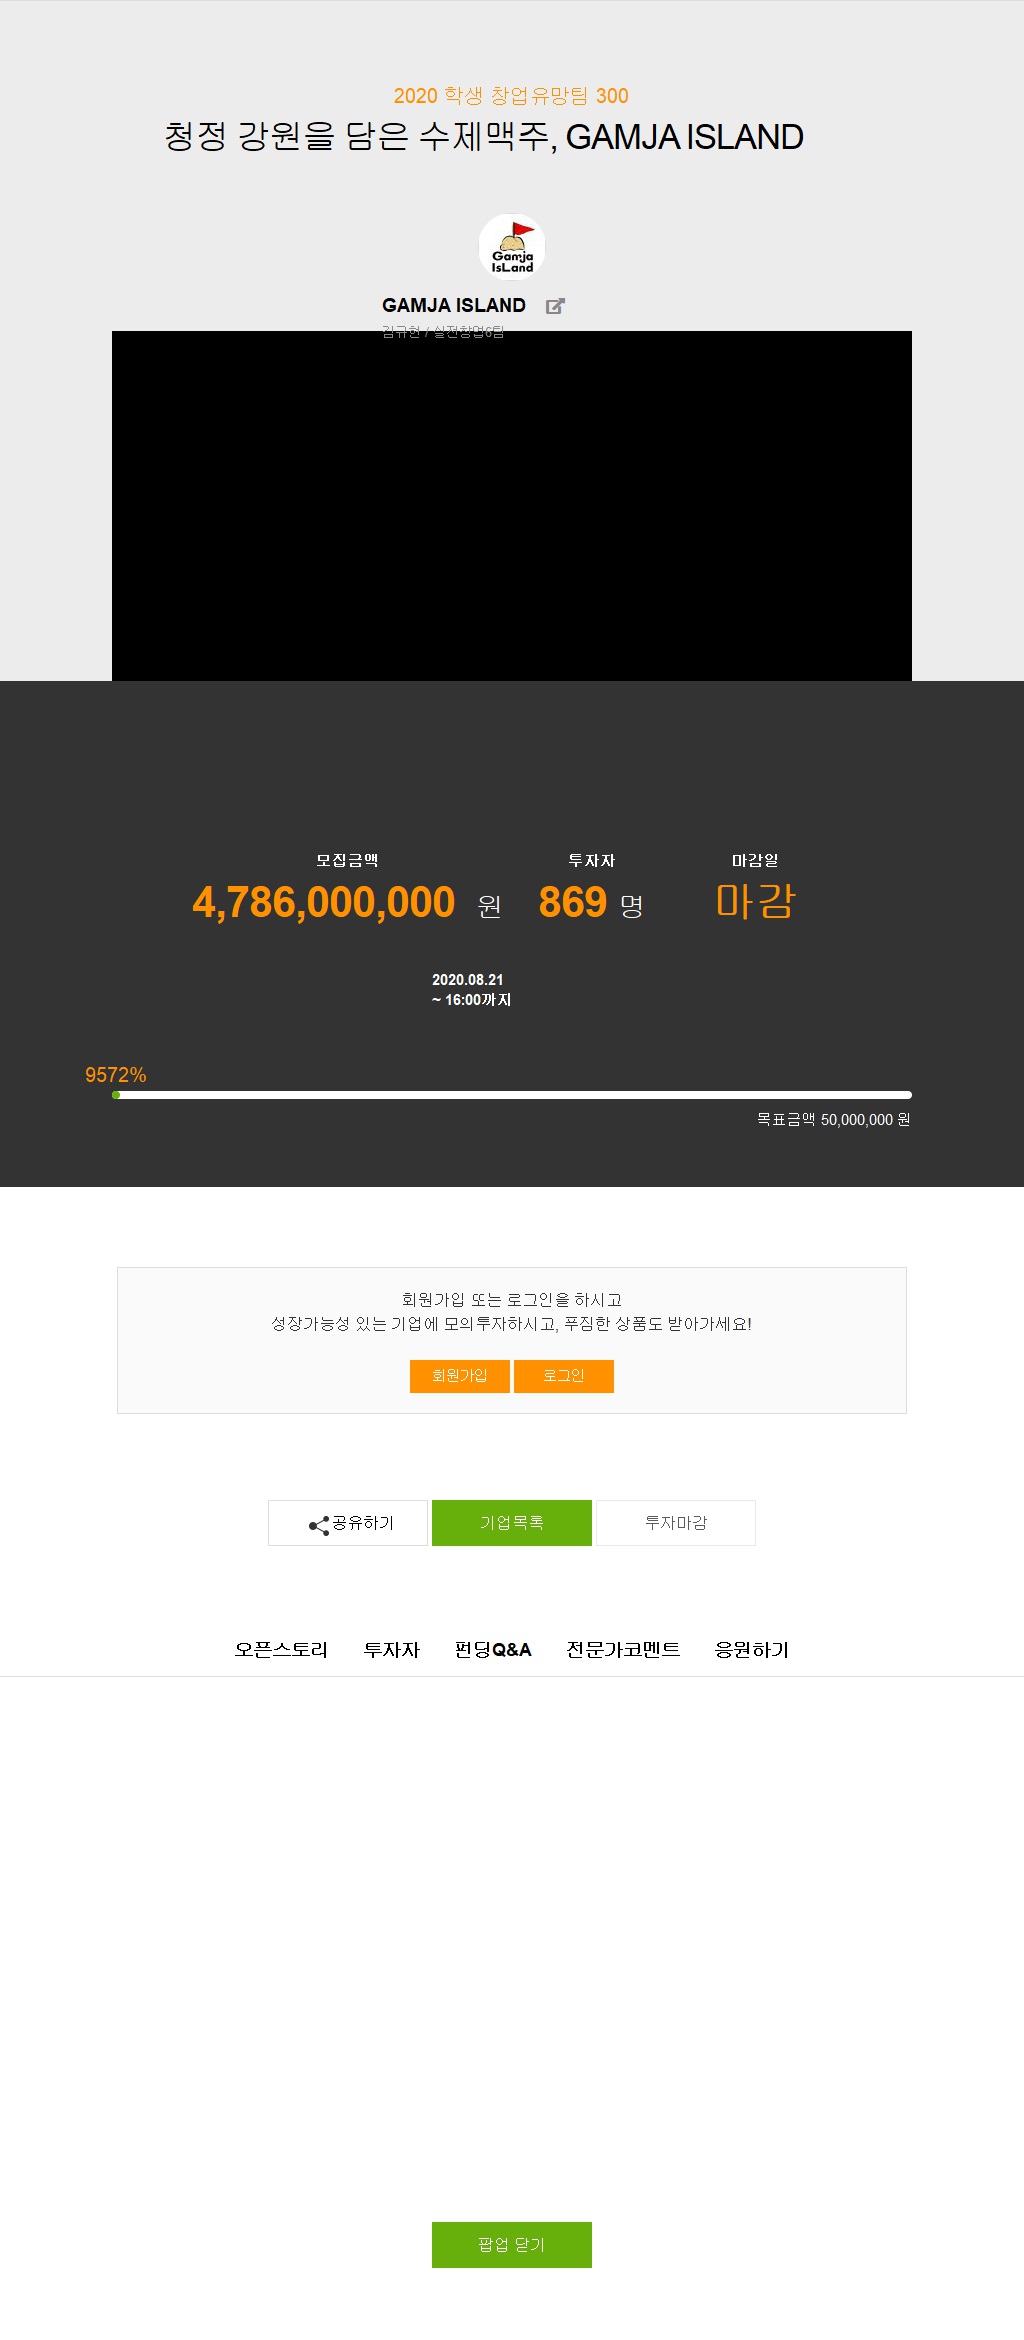 2020 학생 창업유망팀 300
청정 강원을 담은 수제맥주, GAMJA ISLAND
Gamja
IsLand
GAMJA ISLAND
김규현 / 실전창업6팀
모집금액
투자자
마감일
4,786,000,000 원
869 명
마감
2020.08.21
~ 16:00까지
9572%
목표금액 50,000,000 원
회원가입 또는 로그인을 하시고
성장가능성 있는 기업에 모의투자하시고, 푸짐한 상품도 받아가세요!
회원가입
로그인
공유하기
기업목록
투자마감
오픈스토리
투자자
펀딩Q&A
전문가코멘트
응원하기
팝업 닫기